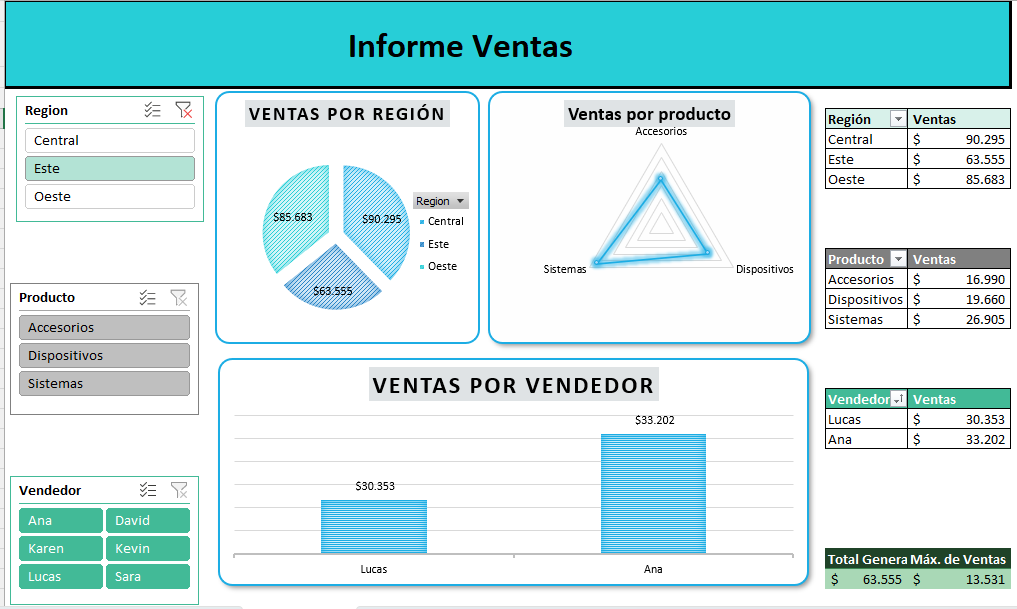 Informe Ventas
Region
Central
Este
Oeste
Producto
Accesorios
Dispositivos
Sistemas
Vendedor
Ana David
Karen Kevin
Lucas Sara
VENTAS POR REGIÓN
$85.683
$90.295
$63.555
Region
Central
Este
Oeste
Ventas por producto
Accesorios
Sistemas
Dispositivos
VENTAS POR VENDEDOR
$33.202
$30.353
Lucas
Ana
Región Ventas
Central $ 90.295
Este $ 63.555
Oeste $ 85.683
Producto Ventas
Accesorios $ 16.990
Dispositivos $ 19.660
Sistemas $ 26.905
Vendedor Ventas
Lucas $ 30.353
Ana $ 33.202
Total Genera Máx. de Ventas
$ 63.555 $ 13.531